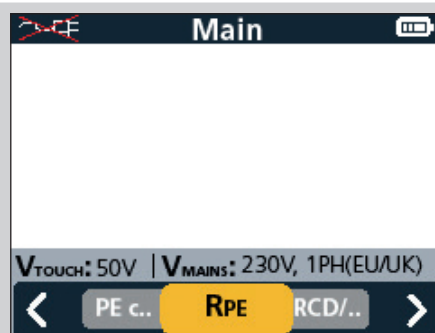 Main
VTOUCH: 50V | VMAINS: 230V, 1PH(EU/UK)
PE c.. RPE RCD/..